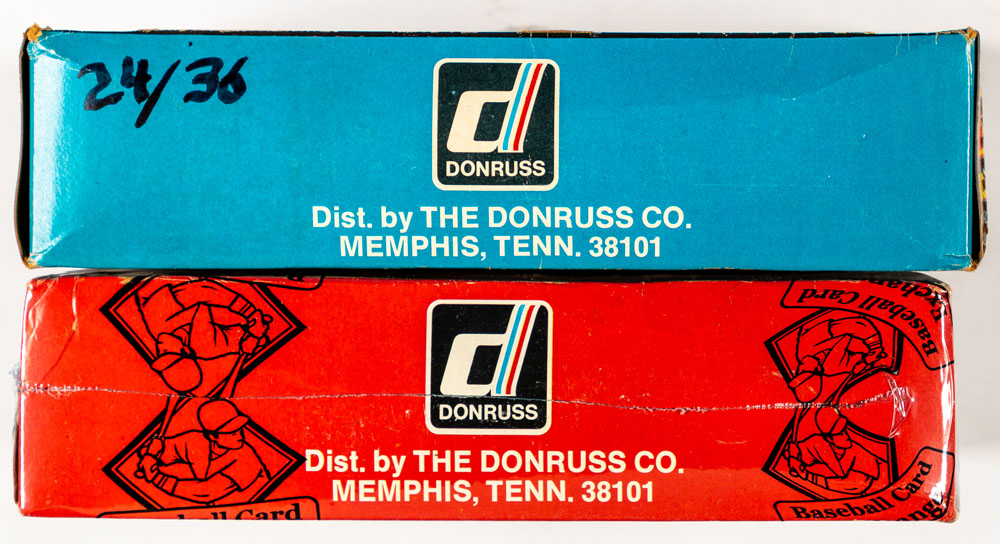 24/36
d
DONRUSS
Dist. by THE DONRUSS CO.
MEMPHIS, TENN. 38101
Baseball Card
d
DONRUSS
Dist. by THE DONRUSS CO.
MEMPHIS, TENN. 38101
Card
Baseball Card